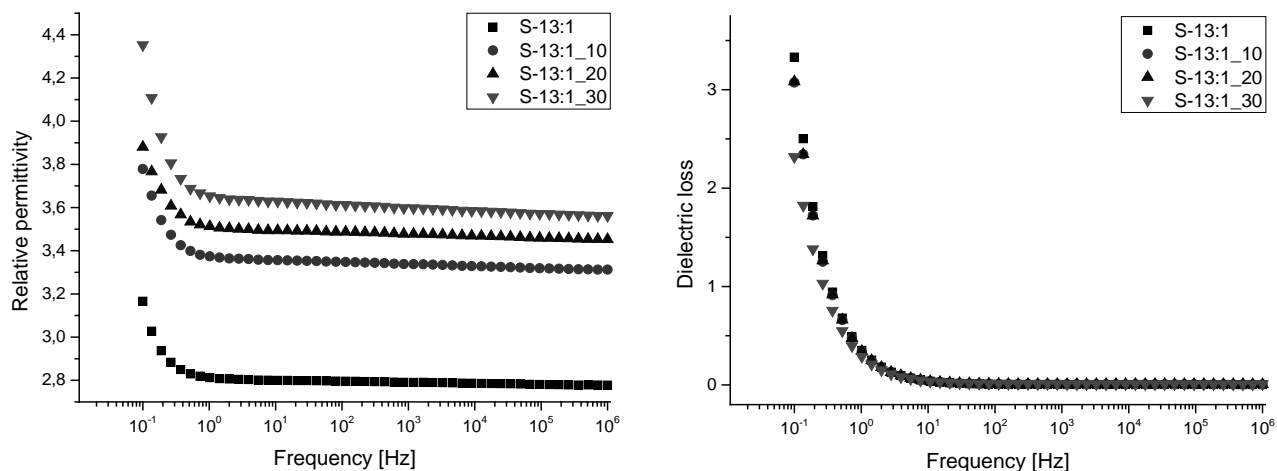 4,4
4,2
4,0
3,8
3,6
3,4
3,2
3,0
2,8
Relative permittivity
S-13:1
S-13:1_10
S-13:1_20
S-13:1_30
10⁻¹ 10⁰ 10¹ 10² 10³ 10⁴ 10⁵ 10⁶
Frequency [Hz]
3
2
1
0
Dielectric loss
S-13:1
S-13:1_10
S-13:1_20
S-13:1_30
10⁻¹ 10⁰ 10¹ 10² 10³ 10⁴ 10⁵ 10⁶
Frequency [Hz]